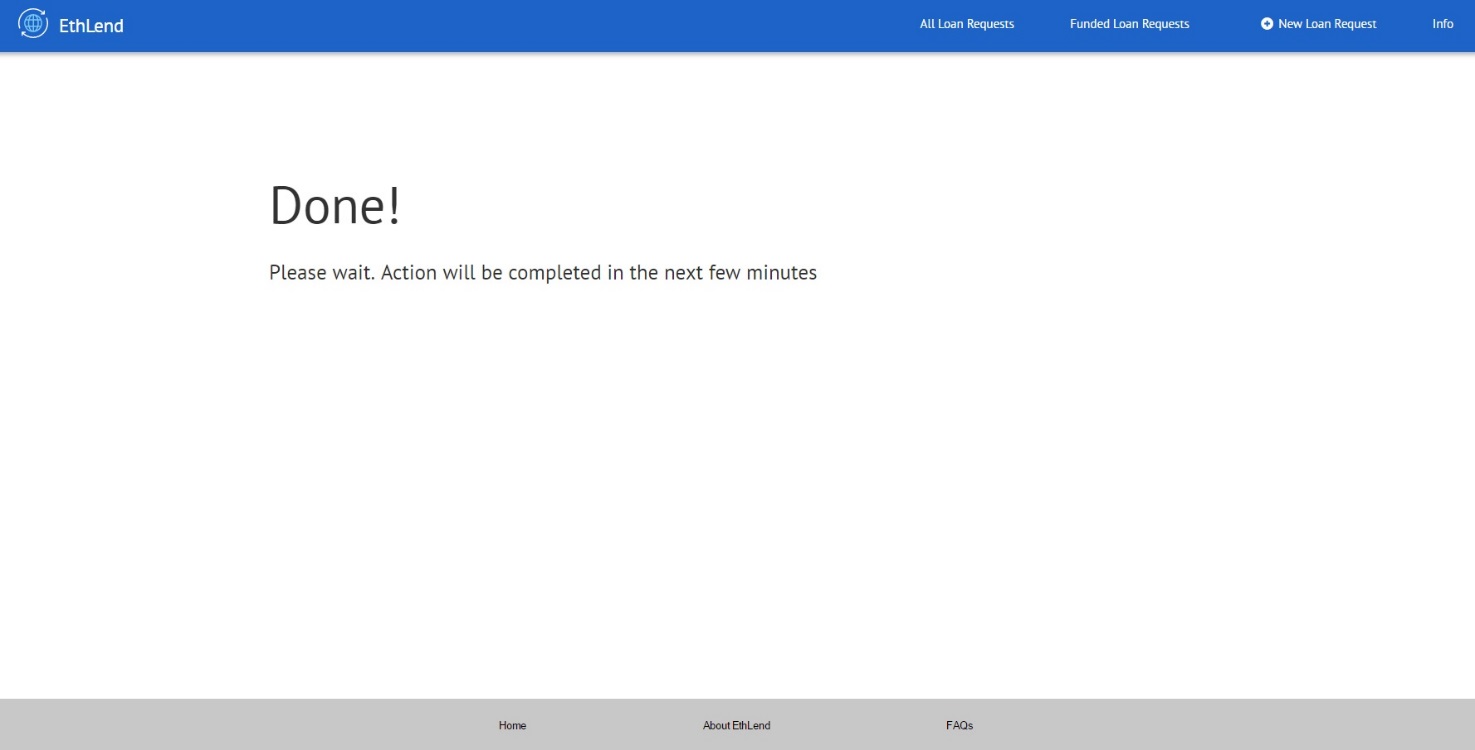 EthLend
All Loan Requests
Funded Loan Requests
New Loan Request
Info
Done!
Please wait. Action will be completed in the next few minutes
Home
About EthLend
FAQs